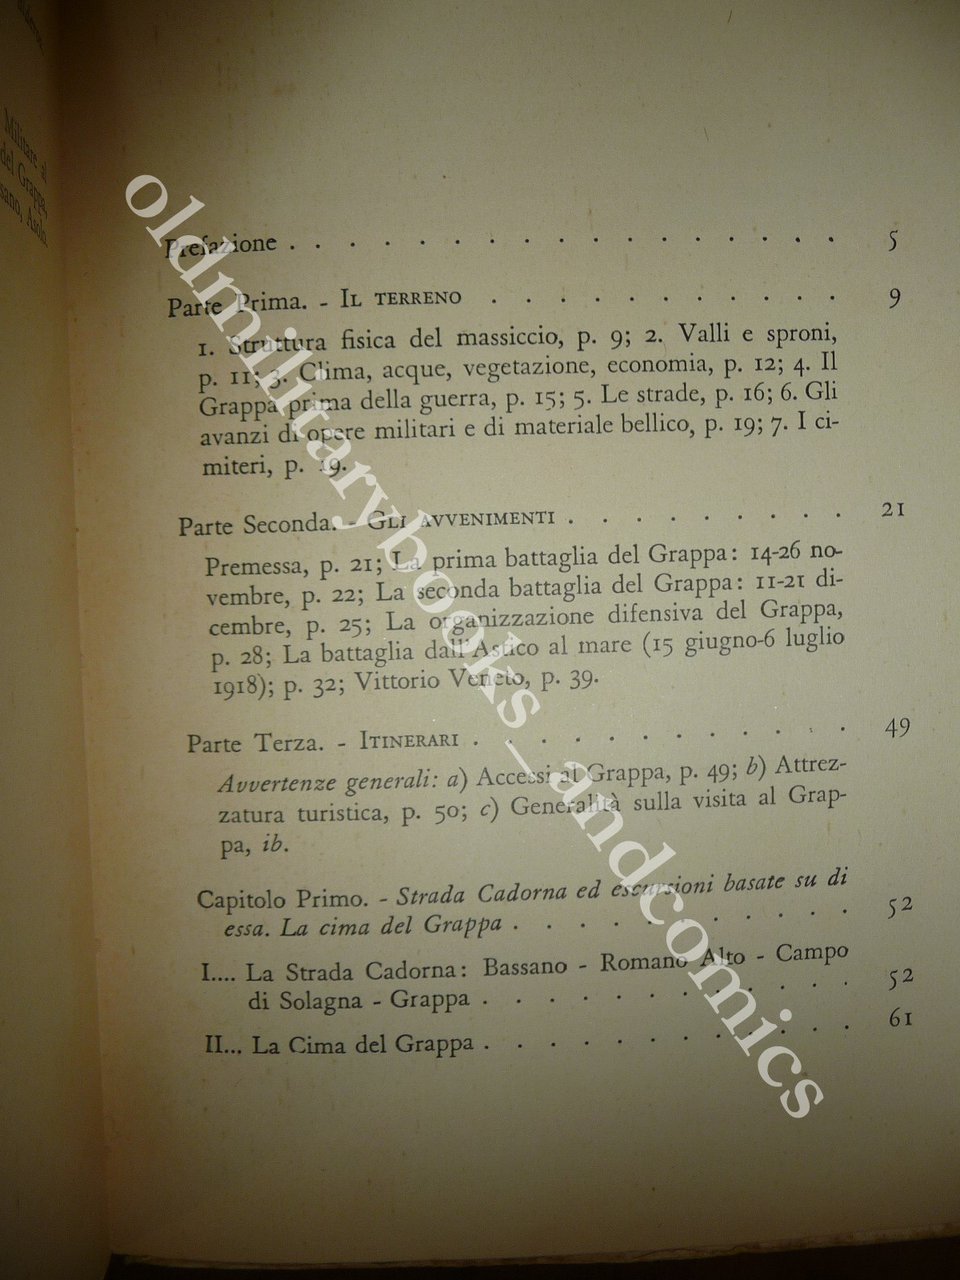 Militare al
del Grappa,
sano, Asolo
Prefazione . . . . . . . . . . . . . . . . . 5
Parte Prima. - IL TERRENO . . . . . . . . . . . 9
1. Struttura fisica del massiccio, p. 9; 2. Valli e sproni,
p. 11; 3. Clima, acque, vegetazione, economia, p. 12; 4. Il
Grappa prima della guerra, p. 15; 5. Le strade, p. 16; 6. Gli
avanzi di opere militari e di materiale bellico, p. 19; 7. I ci-
miteri, p. 19.
Parte Seconda. - GLI AVVENIMENTI . . . . . . . . . 21
Premessa, p. 21; La prima battaglia del Grappa: 14-26 no-
vembre, p. 22; La seconda battaglia del Grappa: 11-21 di-
cembre, p. 25; La organizzazione difensiva del Grappa,
p. 28; La battaglia dall'Astico al mare (15 giugno-6 luglio
1918); p. 32; Vittorio Veneto, p. 39.
Parte Terza. - ITINERARI . . . . . . . . . . . . 49
Avvertenze generali: a) Accessi al Grappa, p. 49; b) Attrez-
zatura turistica, p. 50; c) Generalità sulla visita al Grap-
pa, ib.
Capitolo Primo. - Strada Cadorna ed escursioni basate su di
essa. La cima del Grappa . . . . . . . . . . . 52
I.... La Strada Cadorna: Bassano - Romano Alto - Campo
di Solagna - Grappa . . . . . . . . . . . . 52
II... La Cima del Grappa . . . . . . . . . . . . 61
oldmilitarybooks_andcomics